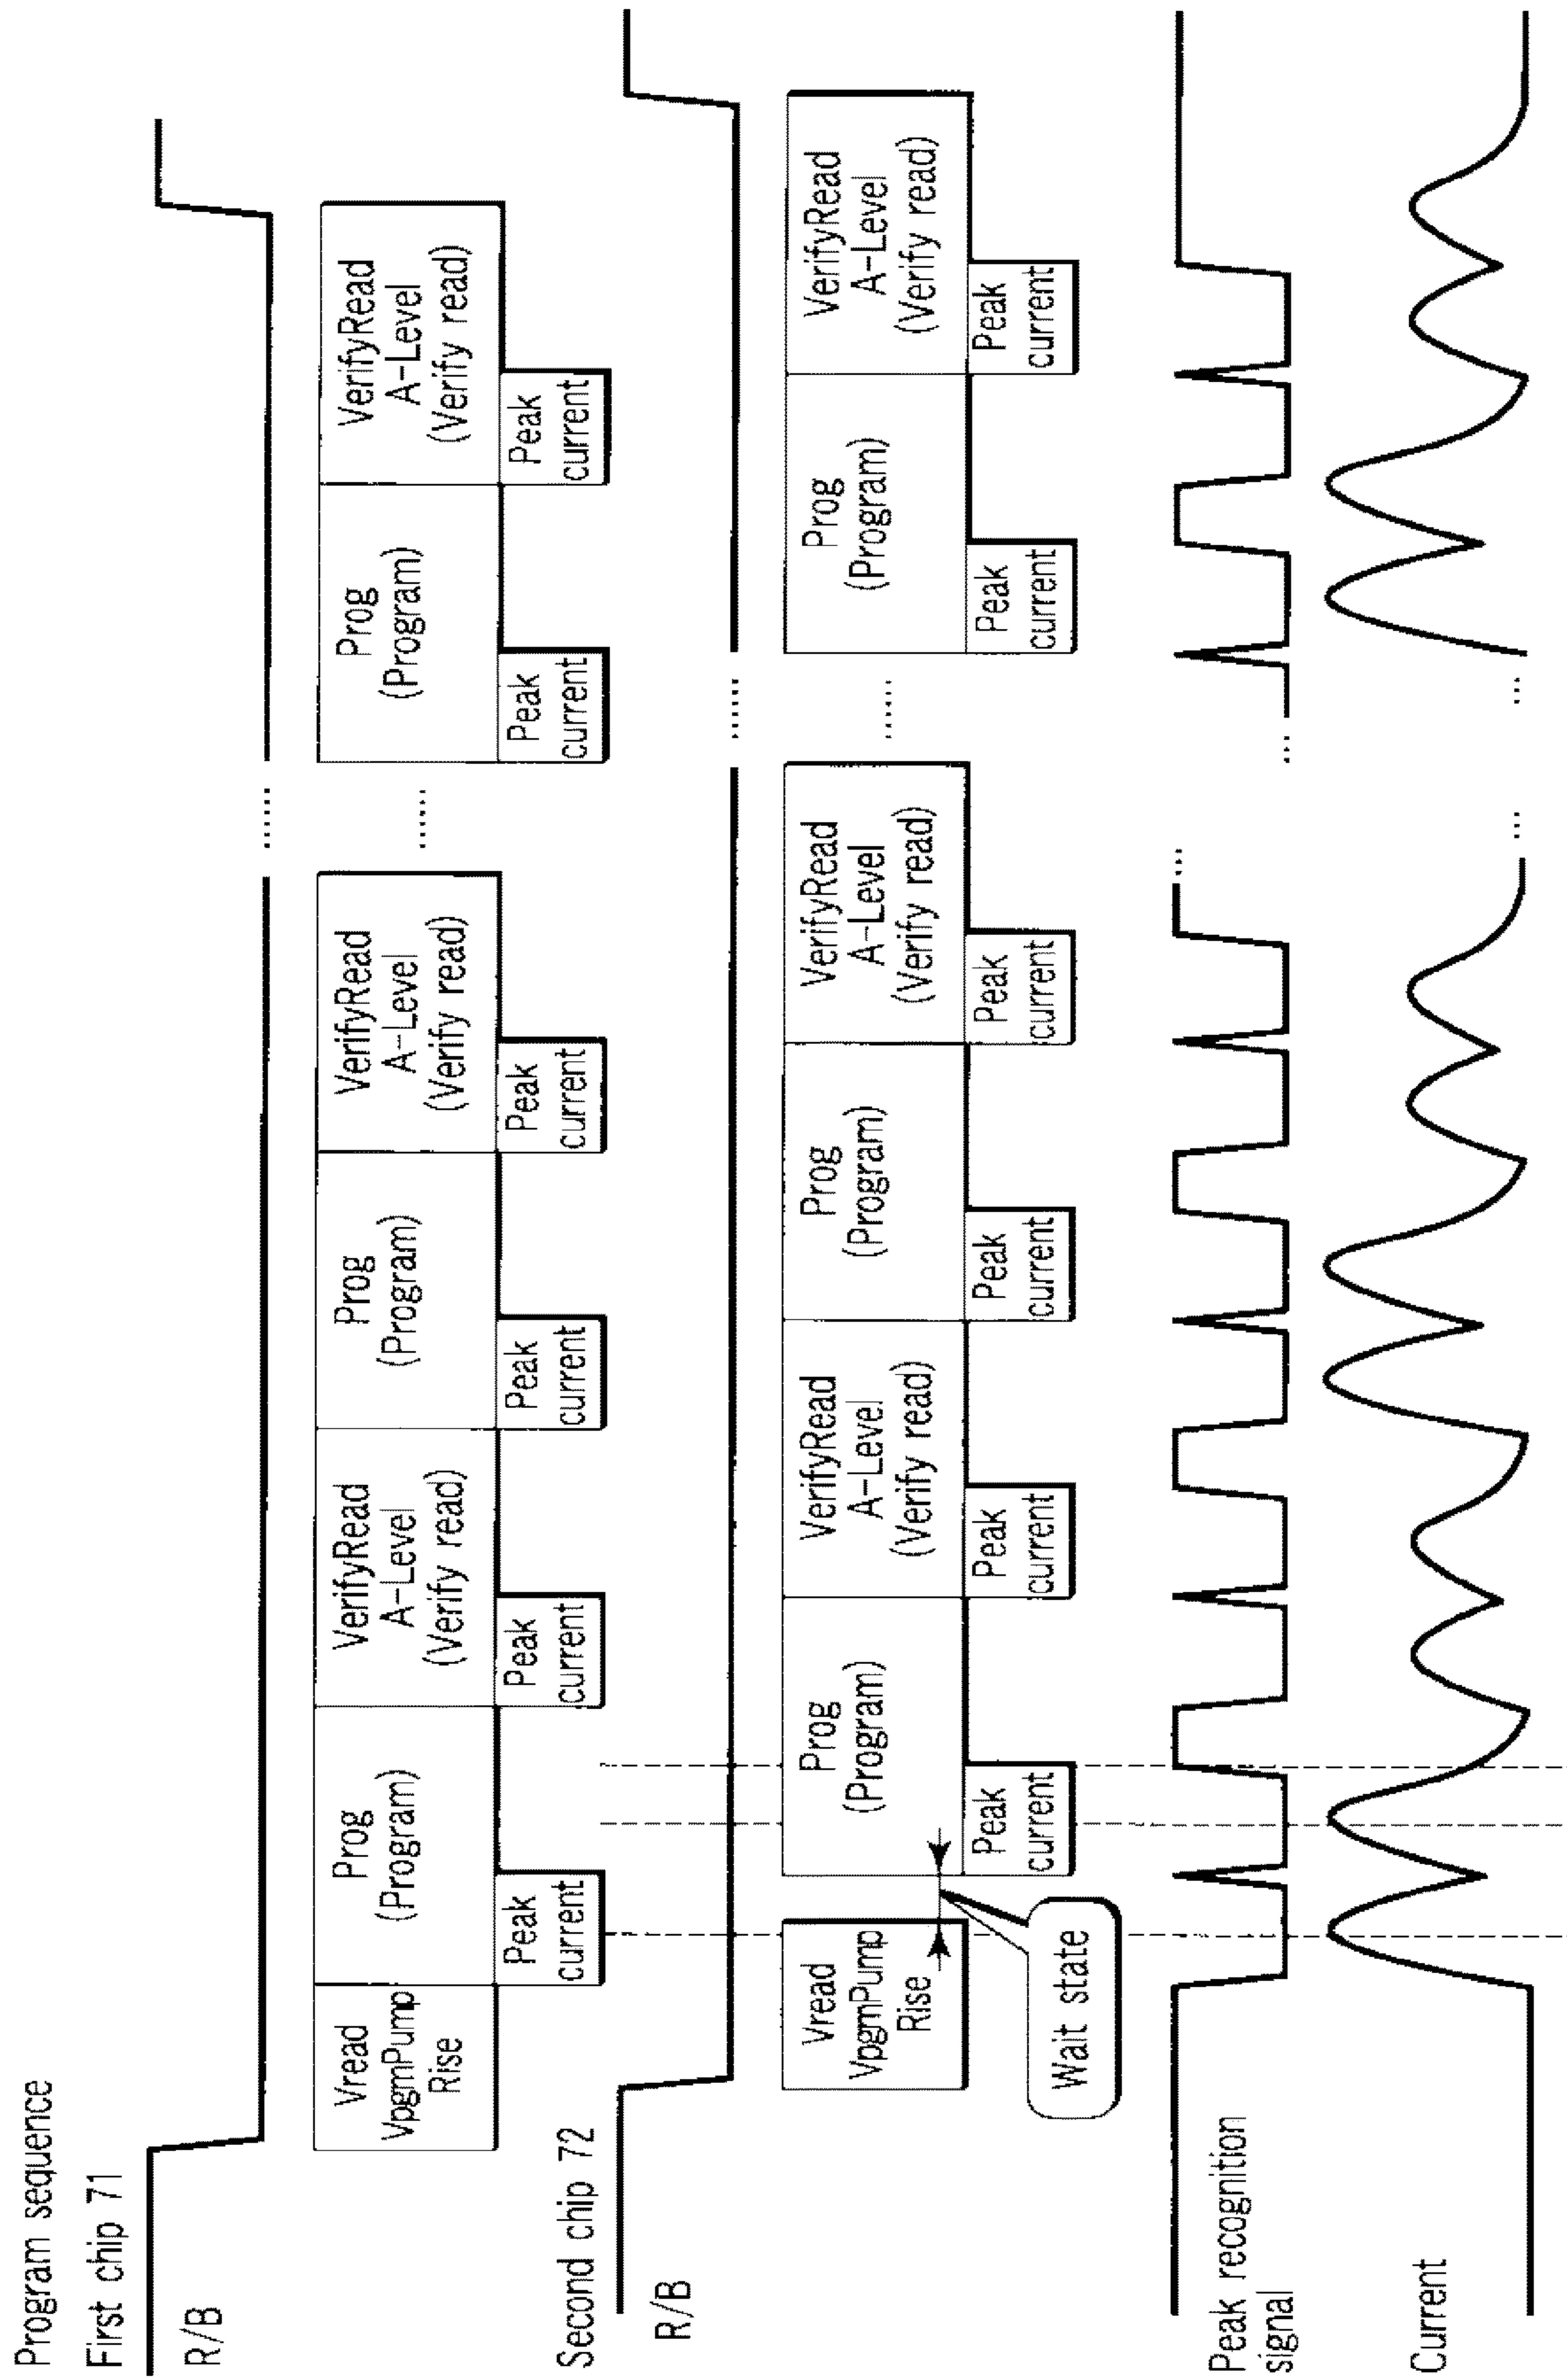 Program sequence
First chip 71
R/B
Vread
VpgmPump
Rise
Prog
(Program)
Peak
current
VerifyRead
A-Level
(Verify read)
Peak
current
Prog
(Program)
Peak
current
VerifyRead
A-Level
(Verify read)
Peak
current
......
......
Prog
(Program)
Peak
current
VerifyRead
A-Level
(Verify read)
Peak
current
Second chip 72
R/B
Vread
VpgmPump
Rise
Wait state
Prog
(Program)
Peak
current
VerifyRead
A-Level
(Verify read)
Peak
current
Prog
(Program)
Peak
current
VerifyRead
A-Level
(Verify read)
Peak
current
......
......
Prog
(Program)
Peak
current
VerifyRead
A-Level
(Verify read)
Peak
current
Peak recognition
signal
...
...
Current
...
...